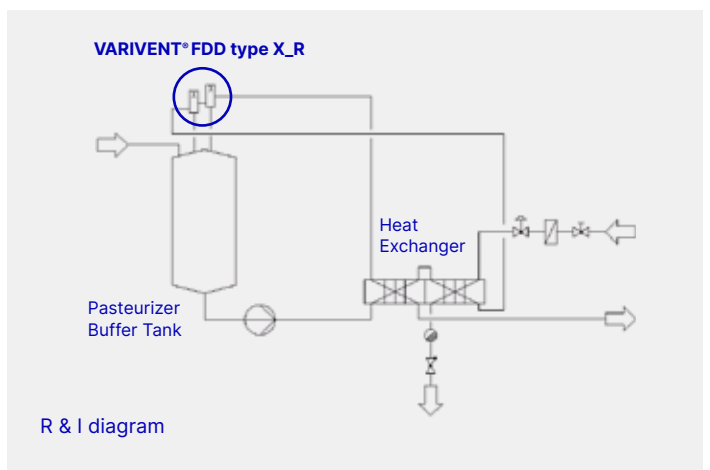 VARIVENT® FDD type X_R
Heat
Exchanger
Pasteurizer
Buffer Tank
R & I diagram